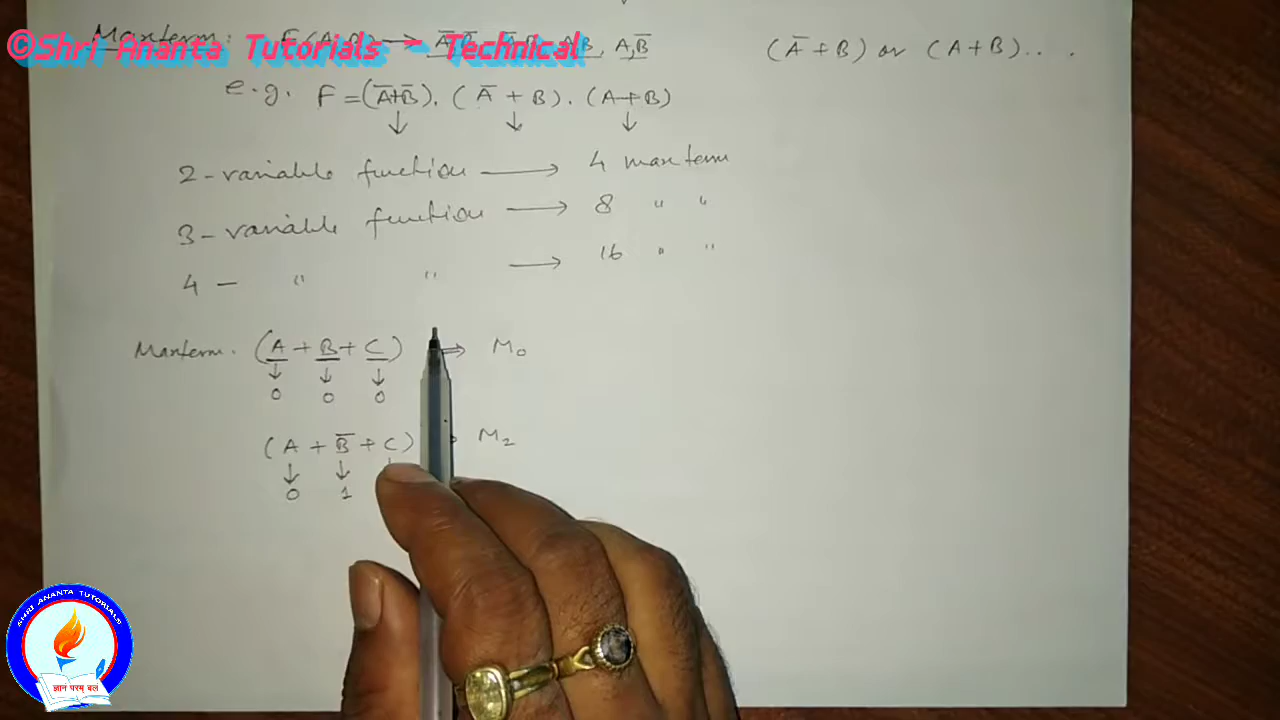 Maxterm: F(A,B) → A̅,B̅ A̅,B A,B, A,B̅ (A̅+B) or (A+B)...
©Shri Ananta Tutorials - Technical
e.g. F=(A̅+B̅).(A̅+B).(A+B)
↓ ↓ ↓
2-variable function → 4 maxterm
3-variable function → 8 " "
4 - " " → 16 " "
Maxterm. (A+B+C) ⇒ M₀
↓ ↓ ↓
0 0 0
(A+B̅+C) M₂
↓ ↓
0 1
SHRI ANANTA TUTORIALS
ज्ञान परम् बलं